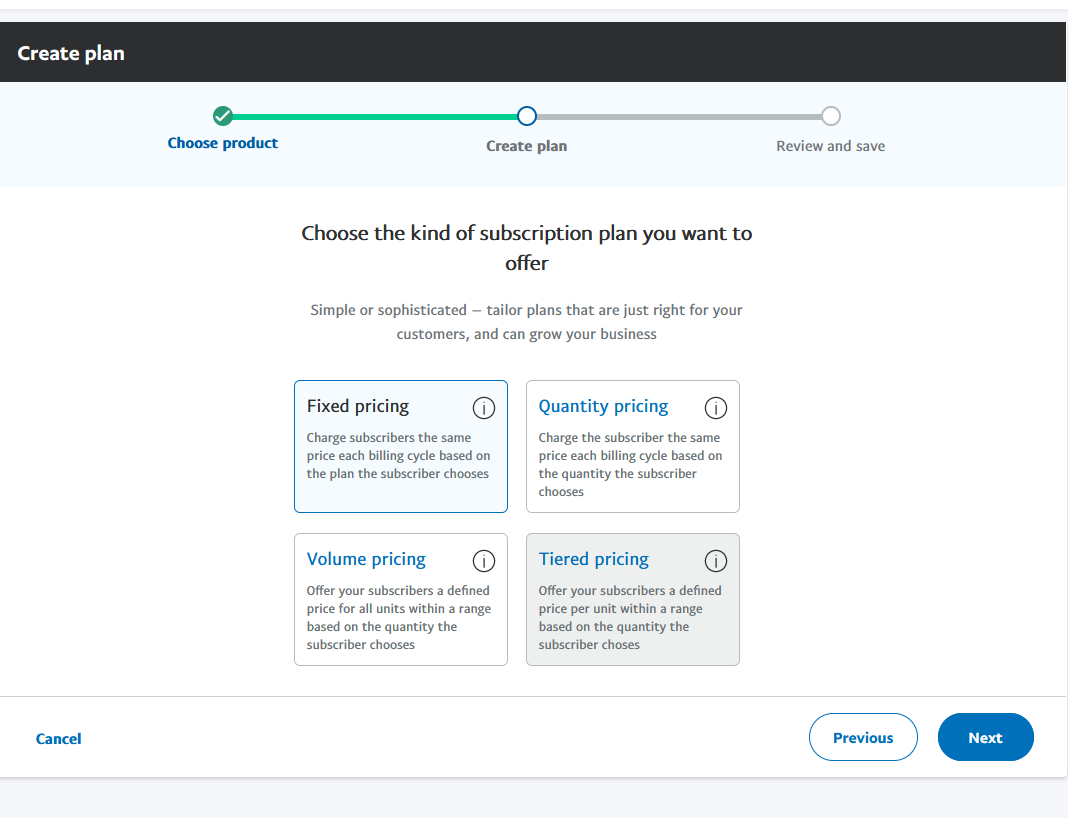 Create plan
Choose product
Create plan
Review and save
Choose the kind of subscription plan you want to
offer
Simple or sophisticated – tailor plans that are just right for your
customers, and can grow your business
Fixed pricing
Charge subscribers the same
price each billing cycle based on
the plan the subscriber chooses
Quantity pricing
Charge the subscriber the same
price each billing cycle based on
the quantity the subscriber
chooses
Volume pricing
Offer your subscribers a defined
price for all units within a range
based on the quantity the
subscriber chooses
Tiered pricing
Offer your subscribers a defined
price per unit within a range
based on the quantity the
subscriber choses
Cancel
Previous
Next